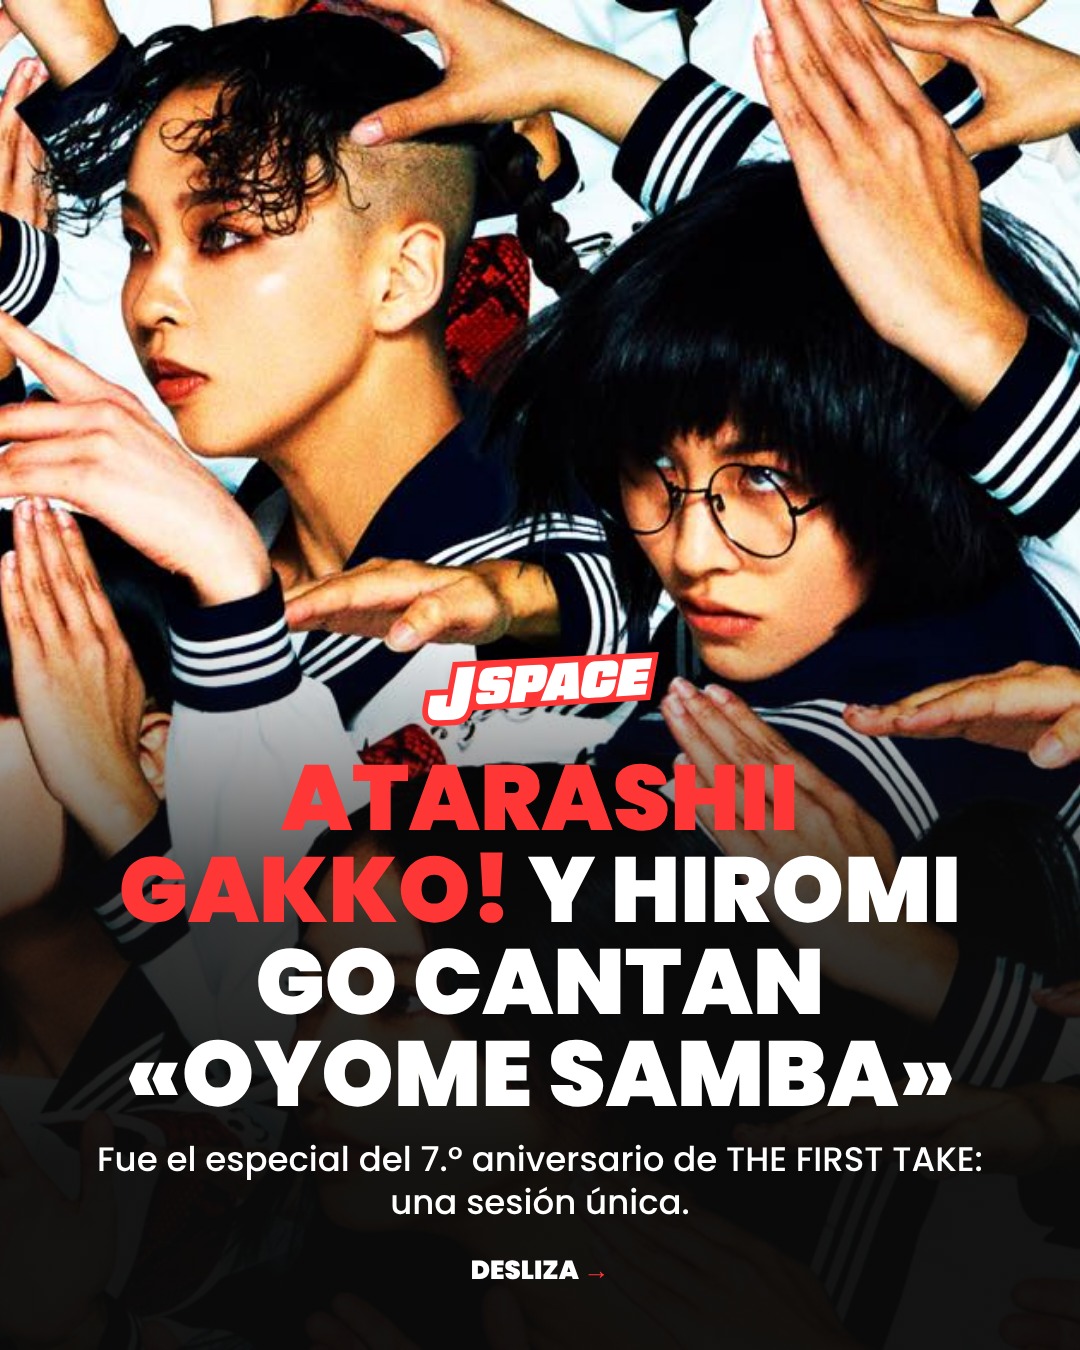 JSPACE
ATARASHII
GAKKO! Y HIROMI
GO CANTAN
«OYOME SAMBA»
Fue el especial del 7.º aniversario de THE FIRST TAKE:
una sesión única.
DESLIZA →